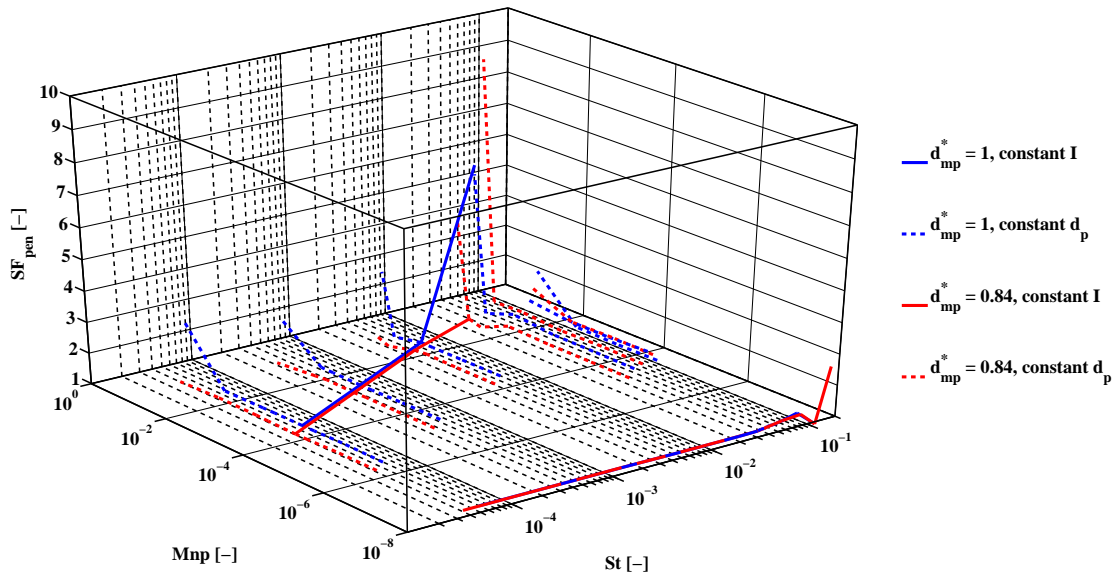 10
9
8
7
6
5
4
3
2
1
SF_pen [–]
10^0
10^−2
10^−4
10^−6
10^−8
Mnp [–]
10^−4
10^−3
10^−2
10^−1
St [–]
d*_mp = 1, constant I
d*_mp = 1, constant d_p
d*_mp = 0.84, constant I
d*_mp = 0.84, constant d_p